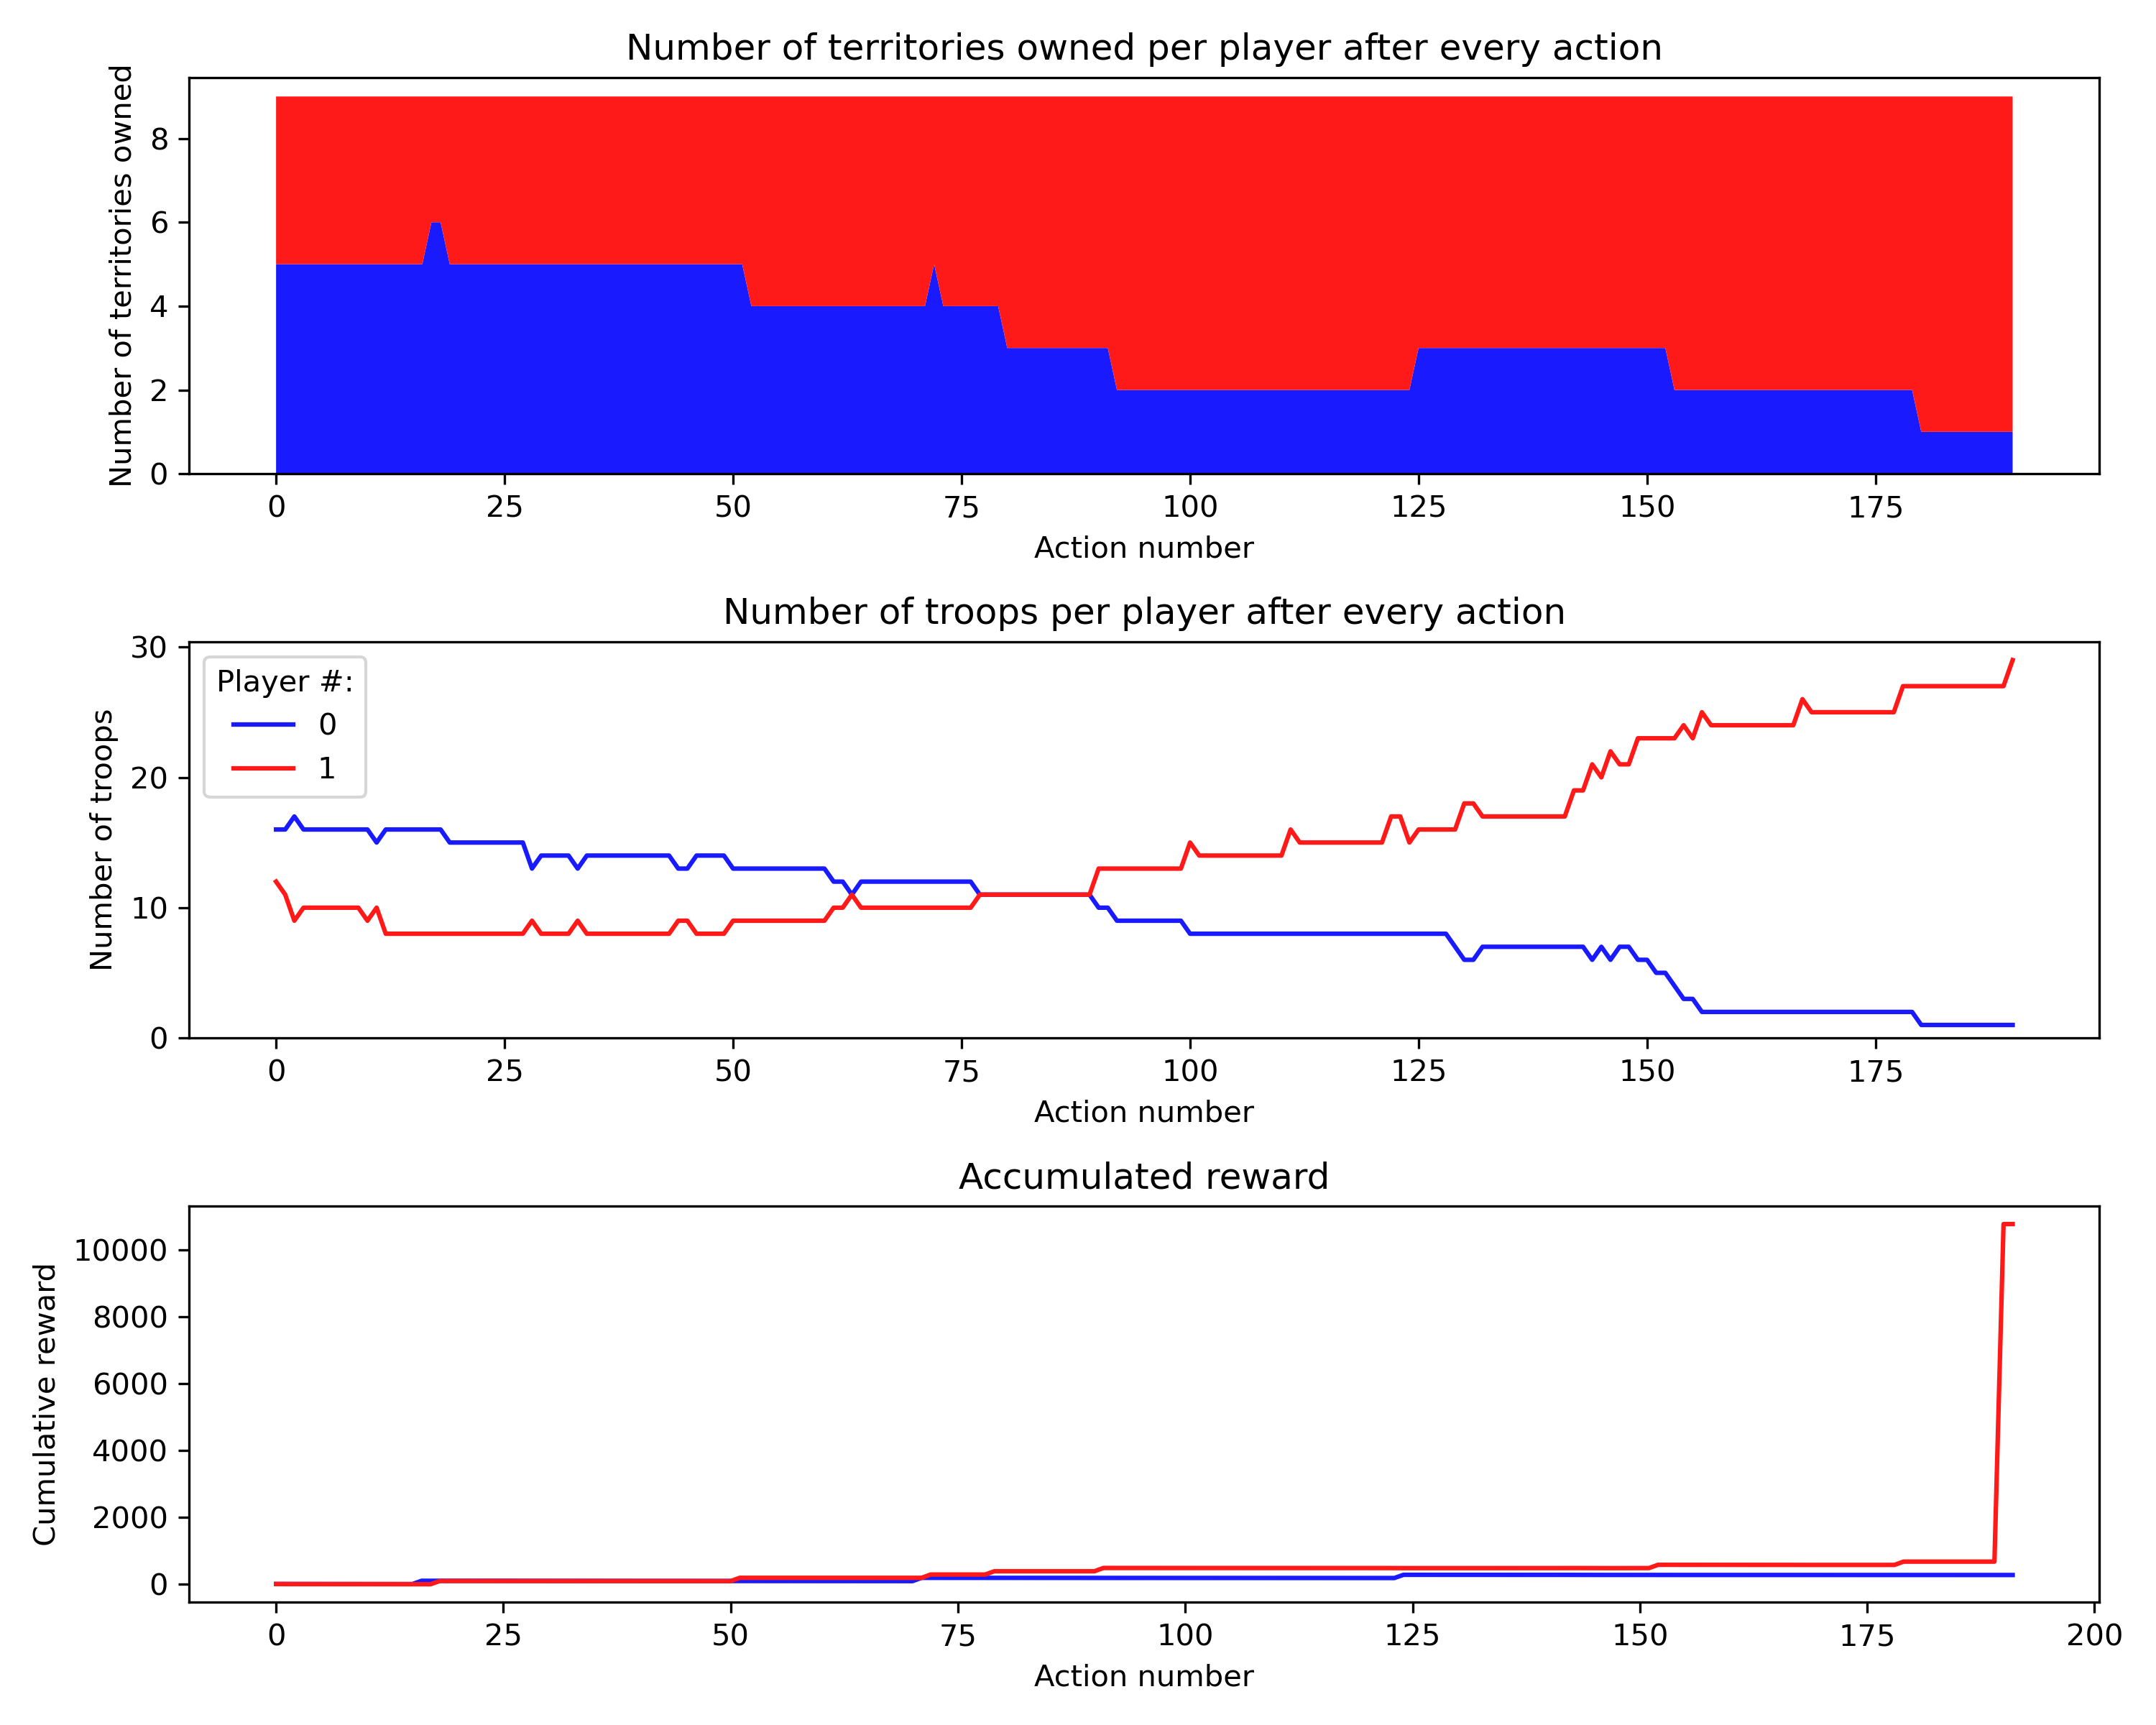 Number of territories owned per player after every action
Number of territories owned
8
6
4
2
0
0 25 50 75 100 125 150 175
Action number
Number of troops per player after every action
Number of troops
30
20
10
0
Player #:
0
1
0 25 50 75 100 125 150 175
Action number
Accumulated reward
Cumulative reward
10000
8000
6000
4000
2000
0
0 25 50 75 100 125 150 175 200
Action number